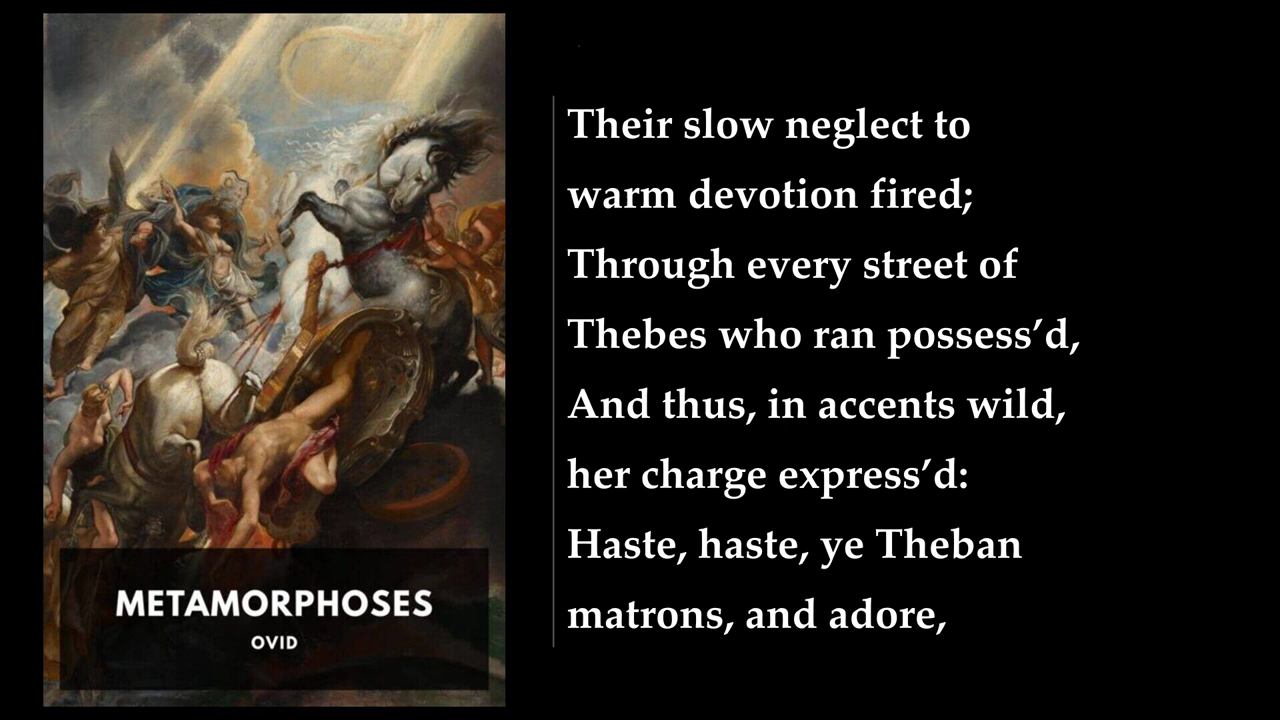 METAMORPHOSES
OVID
Their slow neglect to
warm devotion fired;
Through every street of
Thebes who ran possess’d,
And thus, in accents wild,
her charge express’d:
Haste, haste, ye Theban
matrons, and adore,